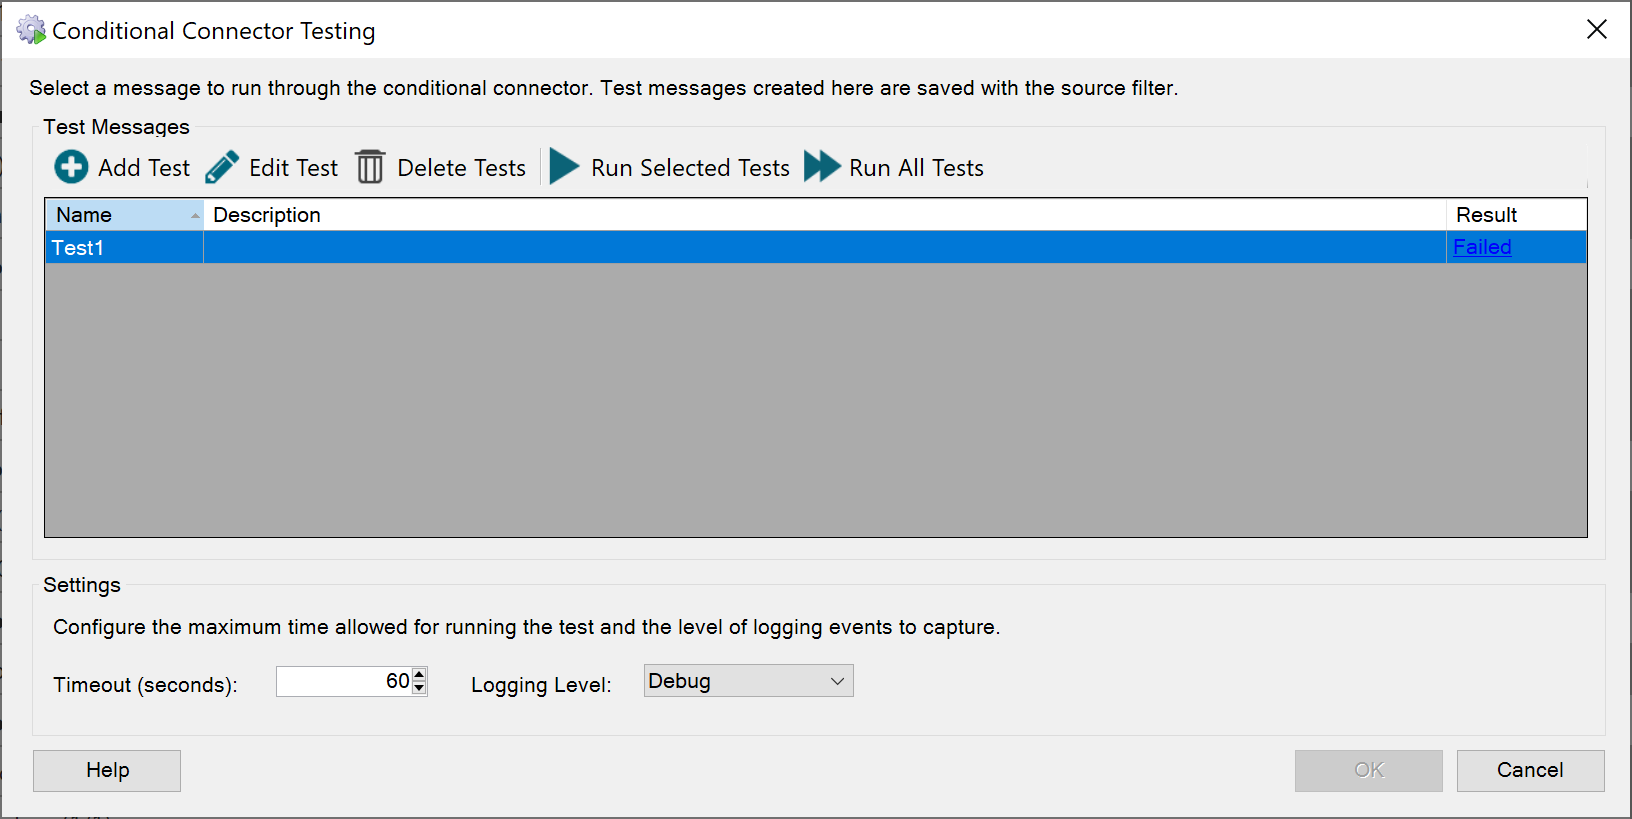 Conditional Connector Testing
Select a message to run through the conditional connector. Test messages created here are saved with the source filter.
Test Messages
Add Test Edit Test Delete Tests Run Selected Tests Run All Tests
Name Description Result
Test1 Failed
Settings
Configure the maximum time allowed for running the test and the level of logging events to capture.
Timeout (seconds): 60 Logging Level: Debug
Help OK Cancel